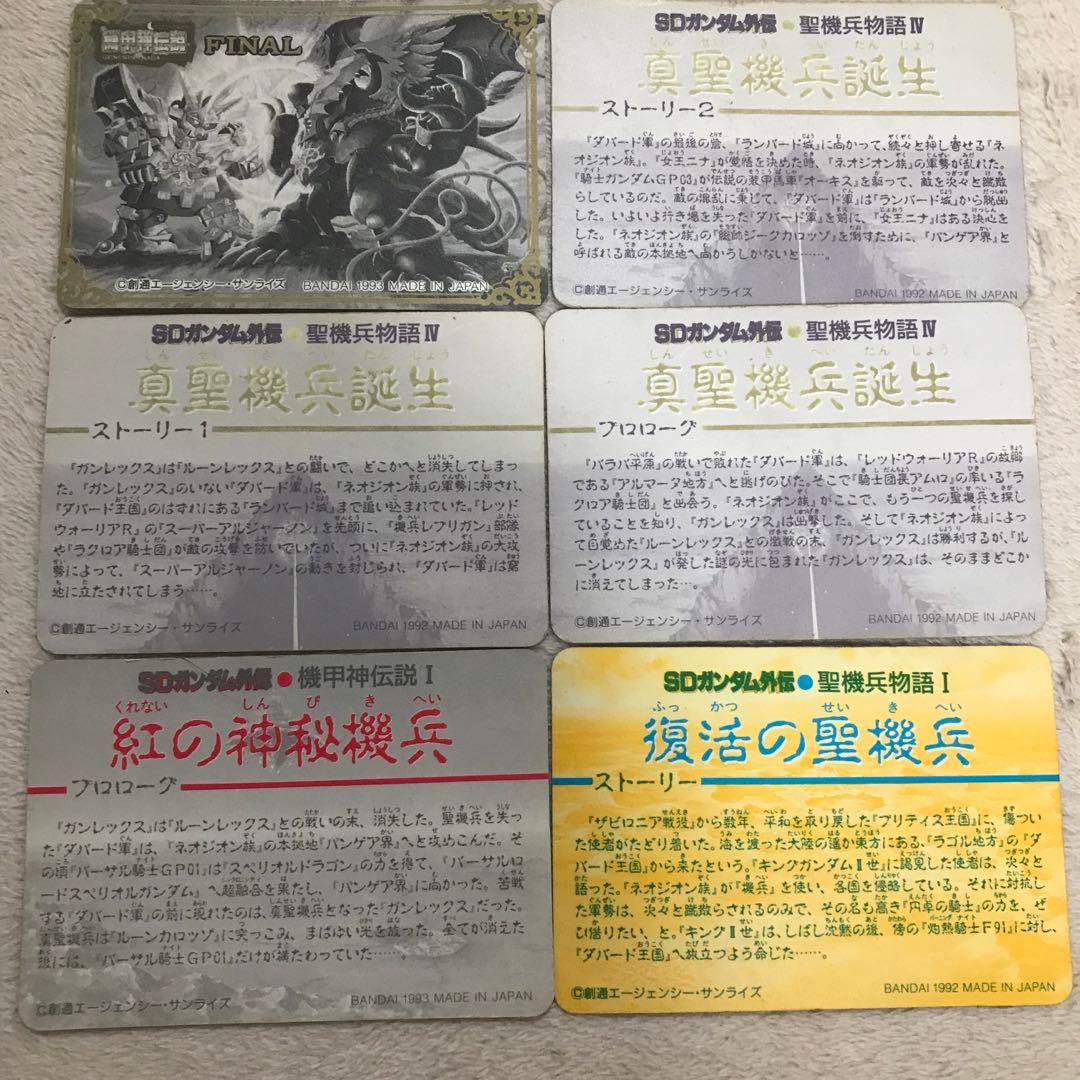 機甲神伝説
FINAL
©創通エージェンシー・サンライズ BANDAI 1993 MADE IN JAPAN
SDガンダム外伝 聖機兵物語Ⅳ
しんせいきへいたんじょう
真聖機兵誕生
ストーリー2
『ダバード軍』の最後の砦、『ランバード城』に向かって、続々と押し寄せる『ネ
オジオン族』。『女王ニナ』が覚悟を決めた時、『ネオジオン族』の軍勢が乱れた。
『騎士ガンダムGP03』が伝説の装甲馬車『オーキス』を駆って、敵を次々と蹴散
らしているのだ。敵の混乱に乗じて、『ダバード軍』は『ランバード城』から脱出
した。いよいよ行き場を失った『ダバード軍』を前に、『女王ニナ』はある決心を
した。『ネオジオン族』の『総帥ジークカロッゾ』を倒すために、『パンゲア界』と
呼ばれる敵の本拠地へ向かうしかないと……。
©創通エージェンシー・サンライズ BANDAI 1992 MADE IN JAPAN
SDガンダム外伝 聖機兵物語Ⅳ
しんせいきへいたんじょう
真聖機兵誕生
ストーリー1
『ガンレックス』は『ルーンレックス』との闘いで、どこかへと消失してしまっ
た。『ガンレックス』のいない『ダバード軍』は、『ネオジオン族』の軍勢に押され、
『ダバード王国』のはずれにある『ランバード城』まで追い込まれていた。『レッド
ウォーリアR』の『スーパーアルジャーノン』を先頭に、『機兵レフリガン』部隊
や『ラクロア騎士団』が敵の攻撃を防いでいたが、ついに『ネオジオン族』の大攻
勢によって、『スーパーアルジャーノン』の動きを封じられ、『ダバード軍』は窮
地に立たされてしまう……。
©創通エージェンシー・サンライズ BANDAI 1992 MADE IN JAPAN
SDガンダム外伝 聖機兵物語Ⅳ
しんせいきへいたんじょう
真聖機兵誕生
プロローグ
『バラバ平原』の戦いで敗れた『ダバード軍』は、『レッドウォーリアR』の故郷
である『アルマータ地方』へと逃げのびた。そこで『騎士団長アムロ』の率いる『ラ
クロア騎士団』と出会う。『ネオジオン族』がここで、もう一つの聖機兵を探し
ていることを知り、『ガンレックス』は出撃した。そして『ネオジオン族』によっ
て目覚めた『ルーンレックス』との激戦の末、『ガンレックス』は勝利するが、『ル
ーンレックス』が発した謎の光に包まれた『ガンレックス』は、そのままどこか
に消えてしまった…。
©創通エージェンシー・サンライズ BANDAI 1992 MADE IN JAPAN
SDガンダム外伝●機甲神伝説Ⅰ
くれない しんぴきへい
紅の神秘機兵
プロローグ
『ガンレックス』は『ルーンレックス』との戦いの末、消失した。聖機兵を失っ
た『ダバード軍』は、『ネオジオン族』の本拠地『パンゲア界』へと攻めこんだ。そ
の頃『バーサル騎士GP01』は『スペリオルドラゴン』の力を得て、『バーサルロ
ードスペリオルガンダム』へ超融合を果たし、『パンゲア界』に向かった。苦戦
する『ダバード軍』の前に現れたのは、真聖機兵となった『ガンレックス』だった。
真聖機兵は『ルーンカロッゾ』に突っこみ、まばゆい光を放った。全てが消えた
後には、『バーサル騎士GP01』だけが横たわっていた……。
©創通エージェンシー・サンライズ BANDAI 1993 MADE IN JAPAN
SDガンダム外伝●聖機兵物語Ⅰ
ふっかつ せいきへい
復活の聖機兵
ストーリー
『ザビロニア戦役』から数年、平和を取り戻した『ブリティス王国』に、傷つい
た使者がたどり着いた。海を渡った大陸の遥か東方にある、『ラゴル地方』の『ダ
バード王国』から来たという。『キングガンダムⅡ世』に謁見した使者は、次々と
語った。『ネオジオン族』が『機兵』を使い、各国を侵略している。それに対抗し
た軍勢は、次々と蹴散らされるのみで、その名も高き『円卓の騎士』の力を、ぜ
ひ借りたい、と。『キングⅡ世』は、しばし沈黙の後、傍の『灼熱騎士F91』に対し、
『ダバード王国』へ旅立つよう命じた……。
©創通エージェンシー・サンライズ BANDAI 1992 MADE IN JAPAN